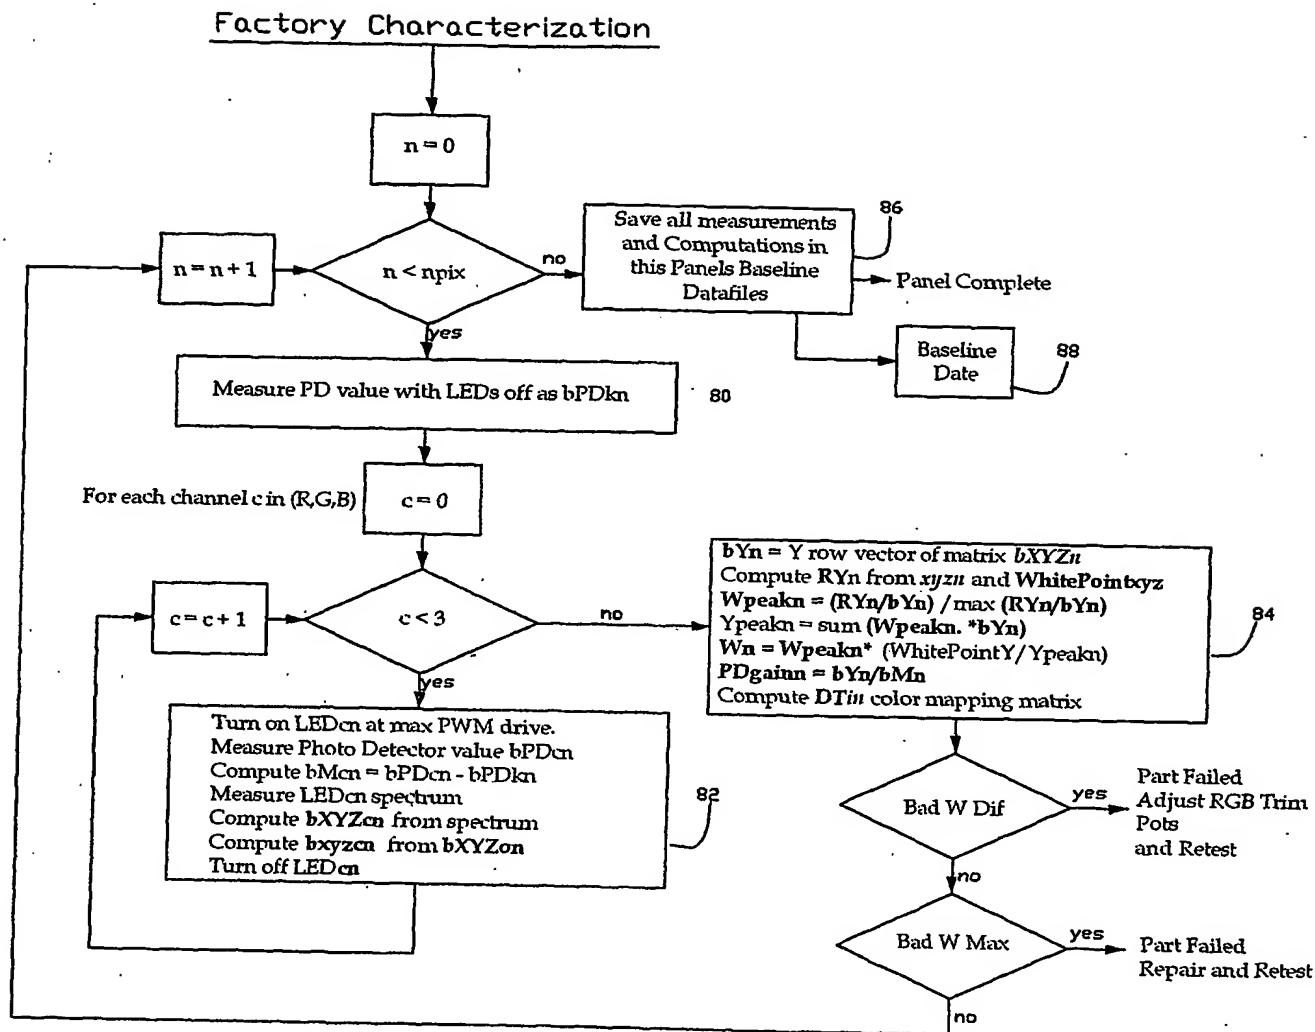 Factory Characterization
n = 0
n = n + 1
n < npix
no
yes
Save all measurements
and Computations in
this Panels Baseline
Datafiles
86
Panel Complete
Baseline
Date
88
Measure PD value with LEDs off as bPDkn
80
For each channel c in (R,G,B)
c = 0
c = c + 1
c < 3
no
yes
bYn = Y row vector of matrix bXYZn
Compute RYn from xyzn and WhitePointxyz
Wpeakn = (RYn/bYn) /max (RYn/bYn)
Ypeakn = sum (Wpeakn. *bYn)
Wn = Wpeakn* (WhitePointY/Ypeakn)
PDgainn = bYn/bMn
Compute DTin color mapping matrix
84
Turn on LEDcn at max PWM drive.
Measure Photo Detector value bPDcn
Compute bMcn = bPDcn - bPDkn
Measure LEDcn spectrum
Compute bXYZcn from spectrum
Compute bxyzcn from bXYZon
Turn off LEDcn
82
Bad W Dif
yes
Part Failed
Adjust RGB Trim
Pots
and Retest
no
Bad W Max
yes
Part Failed
Repair and Retest
no